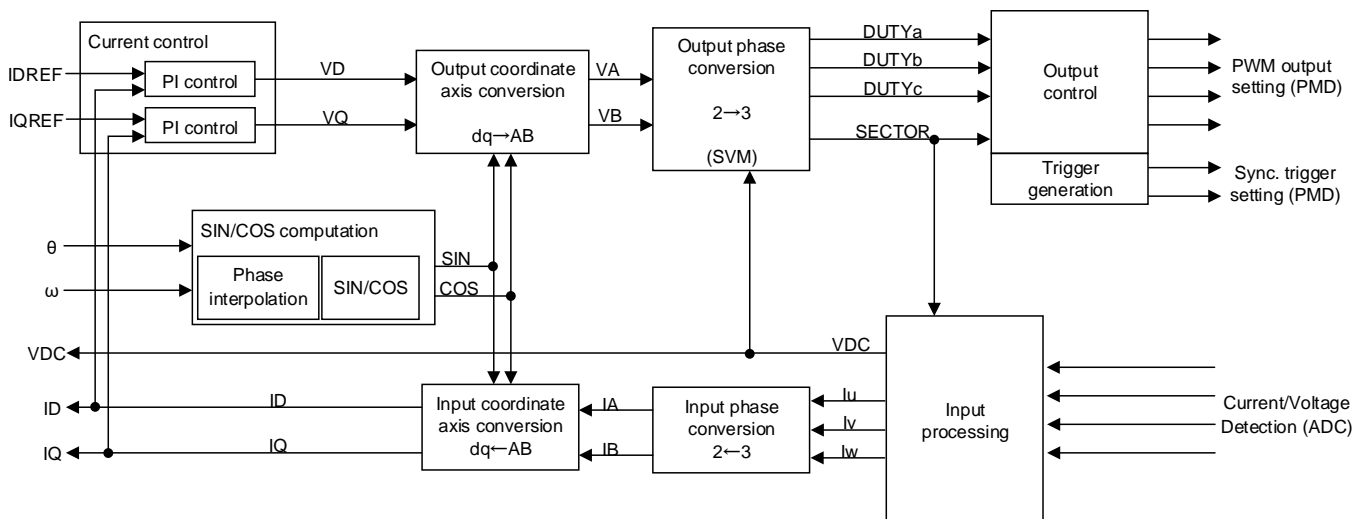 Current control
IDREF
PI control
VD
IQREF
PI control
VQ
Output coordinate
axis conversion
dq→AB
VA
VB
Output phase
conversion
2→3
(SVM)
DUTYa
DUTYb
DUTYc
SECTOR
Output
control
Trigger
generation
PWM output
setting (PMD)
Sync. trigger
setting (PMD)
θ
ω
SIN/COS computation
Phase
interpolation
SIN/COS
SIN
COS
VDC
VDC
ID
ID
IQ
IQ
Input coordinate
axis conversion
dq←AB
IA
IB
Input phase
conversion
2←3
Iu
Iv
Iw
Input
processing
Current/Voltage
Detection (ADC)